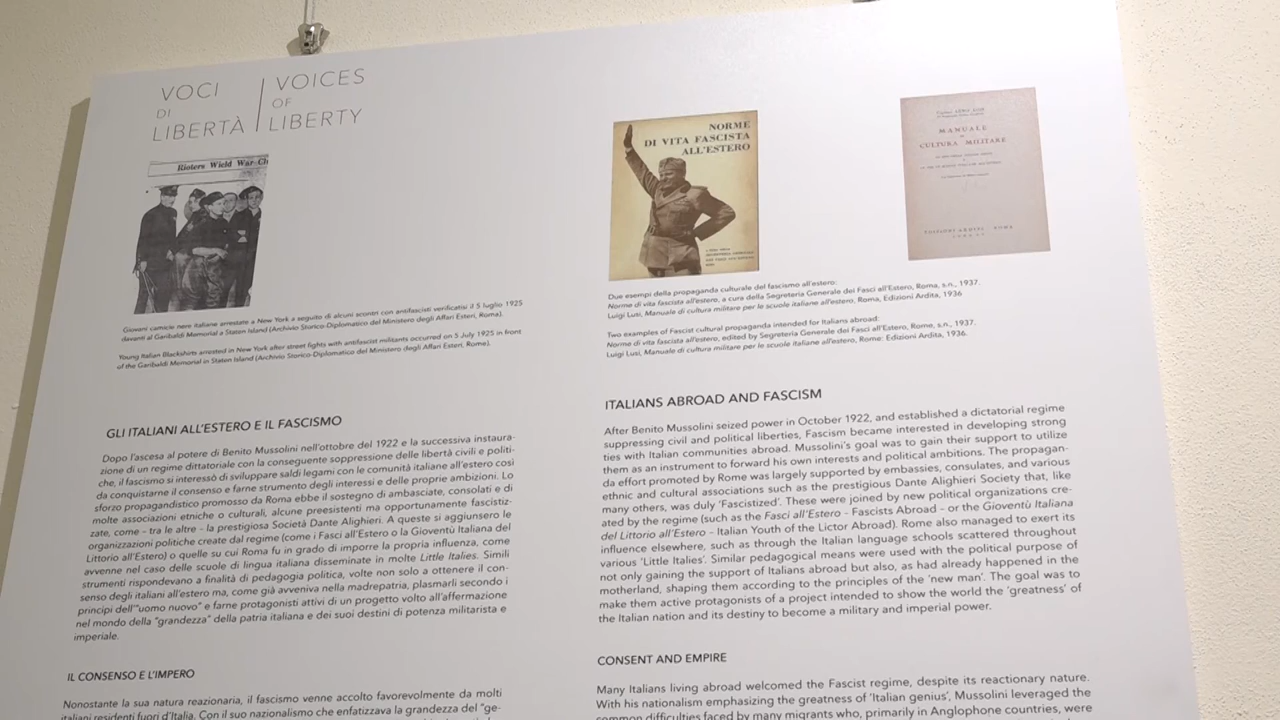 VOCI
DI
LIBERTÀ
VOICES
OF
LIBERTY
Rioters Wield War Ch
Giovani camicie nere italiane arrestate a New York a seguito di alcuni scontri con antifascisti verificatisi il 5 luglio 1925
davanti al Garibaldi Memorial a Staten Island (Archivio Storico-Diplomatico del Ministero degli Affari Esteri, Roma).
Young Italian Blackshirts arrested in New York after street fights with antifascist militants occurred on 5 July 1925 in front
of the Garibaldi Memorial in Staten Island (Archivio Storico-Diplomatico del Ministero degli Affari Esteri, Rome).
GLI ITALIANI ALL'ESTERO E IL FASCISMO
Dopo l'ascesa al potere di Benito Mussolini nell'ottobre del 1922 e la successiva instaura-
zione di un regime dittatoriale con la conseguente soppressione delle libertà civili e politi-
che, il fascismo si interessò di sviluppare saldi legami con le comunità italiane all'estero così
da conquistarne il consenso e farne strumento degli interessi e delle proprie ambizioni. Lo
sforzo propagandistico promosso da Roma ebbe il sostegno di ambasciate, consolati e di
molte associazioni etniche o culturali, alcune preesistenti ma opportunamente fascistiz-
zate, come - tra le altre - la prestigiosa Società Dante Alighieri. A queste si aggiunsero le
organizzazioni politiche create dal regime (come i Fasci all'Estero o la Gioventù Italiana del
Littorio all'Estero) o quelle su cui Roma fu in grado di imporre la propria influenza, come
avvenne nel caso delle scuole di lingua italiana disseminate in molte Little Italies. Simili
strumenti rispondevano a finalità di pedagogia politica, volte non solo a ottenere il con-
senso degli italiani all'estero ma, come già avveniva nella madrepatria, plasmarli secondo i
principi dell'"uomo nuovo" e farne protagonisti attivi di un progetto volto all'affermazione
nel mondo della "grandezza" della patria italiana e dei suoi destini di potenza militarista e
imperiale.
IL CONSENSO E L'IMPERO
Nonostante la sua natura reazionaria, il fascismo venne accolto favorevolmente da molti
italiani residenti fuori d'Italia. Con il suo nazionalismo che enfatizzava la grandezza del "ge-
NORME
DI VITA FASCISTA
ALL'ESTERO
MANUALE
CULTURA MILITARE
EDIZIONI ARDITA - ROMA
Due esempi della propaganda culturale del fascismo all'estero:
Norme di vita fascista all'estero, a cura della Segreteria Generale dei Fasci all'Estero, Roma, s.n., 1937.
Luigi Lusi, Manuale di cultura militare per le scuole italiane all'estero, Roma, Edizioni Ardita, 1936
Two examples of Fascist cultural propaganda intended for Italians abroad:
Norme di vita fascista all'estero, edited by Segreteria Generale dei Fasci all'Estero, Rome, s.n., 1937.
Luigi Lusi, Manuale di cultura militare per le scuole italiane all'estero, Rome: Edizioni Ardita, 1936.
ITALIANS ABROAD AND FASCISM
After Benito Mussolini seized power in October 1922, and established a dictatorial regime
suppressing civil and political liberties, Fascism became interested in developing strong
ties with Italian communities abroad. Mussolini's goal was to gain their support to utilize
them as an instrument to forward his own interests and political ambitions. The propagan-
da effort promoted by Rome was largely supported by embassies, consulates, and various
ethnic and cultural associations such as the prestigious Dante Alighieri Society that, like
many others, was duly 'Fascistized'. These were joined by new political organizations cre-
ated by the regime (such as the Fasci all'Estero - Fascists Abroad – or the Gioventù Italiana
del Littorio all'Estero - Italian Youth of the Lictor Abroad). Rome also managed to exert its
influence elsewhere, such as through the Italian language schools scattered throughout
various 'Little Italies'. Similar pedagogical means were used with the political purpose of
not only gaining the support of Italians abroad but also, as had already happened in the
motherland, shaping them according to the principles of the 'new man'. The goal was to
make them active protagonists of a project intended to show the world the 'greatness' of
the Italian nation and its destiny to become a military and imperial power.
CONSENT AND EMPIRE
Many Italians living abroad welcomed the Fascist regime, despite its reactionary nature.
With his nationalism emphasizing the greatness of 'Italian genius', Mussolini leveraged the
common difficulties faced by many migrants who, primarily in Anglophone countries, were